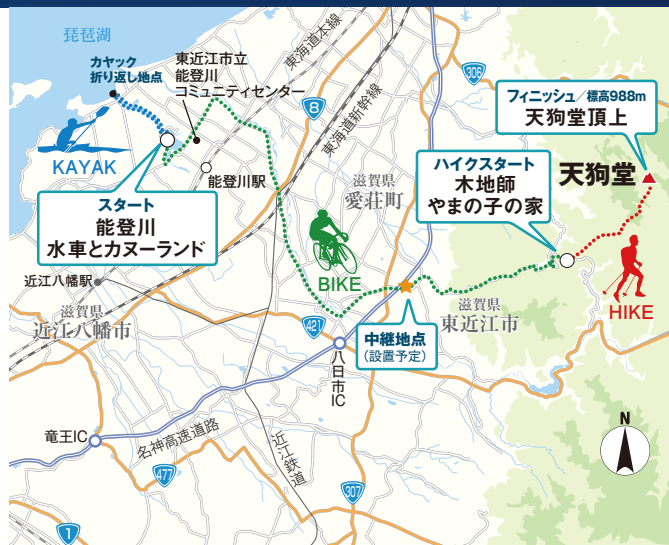 琵琶湖
カヤック
折り返し地点
東近江市立
能登川
コミュニティセンター
東海道本線
8
東海道新幹線
306
フィニッシュ/標高988m
天狗堂頂上
KAYAK
能登川駅
スタート
能登川
水車とカヌーランド
滋賀県
愛荘町
ハイクスタート
木地師
やまの子の家
天狗堂
近江八幡駅
滋賀県
近江八幡市
BIKE
HIKE
滋賀県
東近江市
中継地点
(設置予定)
421
八日市IC
竜王IC
名神高速道路
近江鉄道
477
307
1
N